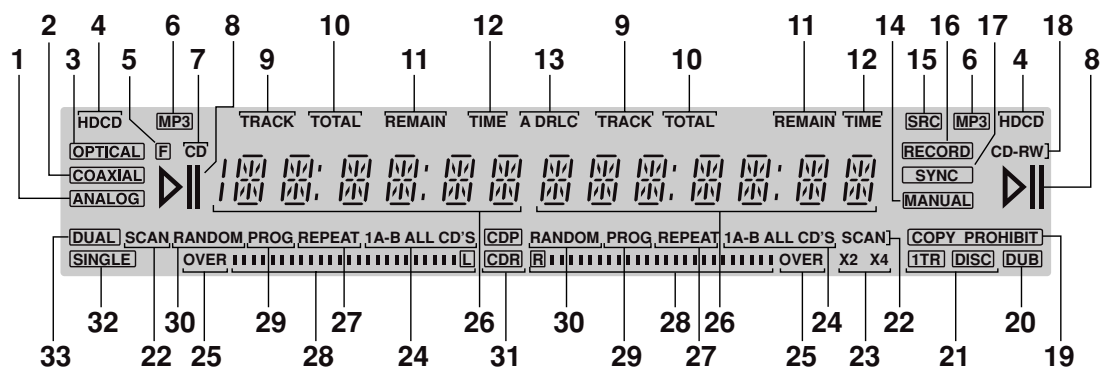 2 4 6 8 10 12 9 11 14 16 17 18
1 3 5 7 9 11 13 10 12 15 6 4 8
HDCD MP3 TRACK TOTAL REMAIN TIME A DRLC TRACK TOTAL REMAIN TIME SRC MP3 HDCD
OPTICAL F CD RECORD CD-RW
COAXIAL SYNC
ANALOG MANUAL
DUAL SCAN RANDOM PROG REPEAT 1A-B ALL CD'S CDP RANDOM PROG REPEAT 1A-B ALL CD'S SCAN COPY PROHIBIT
SINGLE OVER L CDR R OVER X2 X4 1TR DISC DUB
32 30 29 27 26 30 28 26 24 22 20
33 22 25 28 24 31 29 27 25 23 21 19